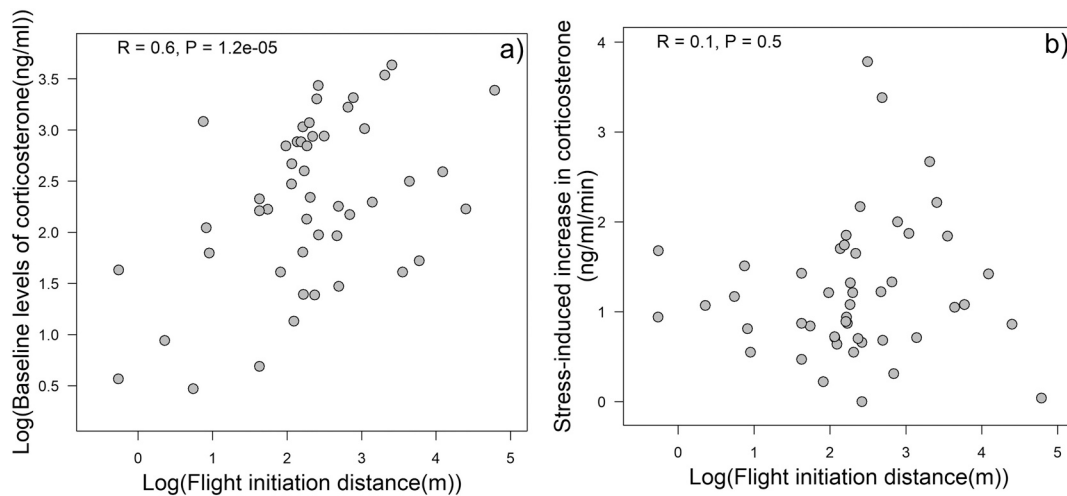 R = 0.6, P = 1.2e-05
a)
Log(Baseline levels of corticosterone(ng/ml))
3.5
3.0
2.5
2.0
1.5
1.0
0.5
0 1 2 3 4 5
Log(Flight initiation distance(m))
R = 0.1, P = 0.5
b)
Stress-induced increase in corticosterone
(ng/ml/min)
4
3
2
1
0
0 1 2 3 4 5
Log(Flight initiation distance(m))